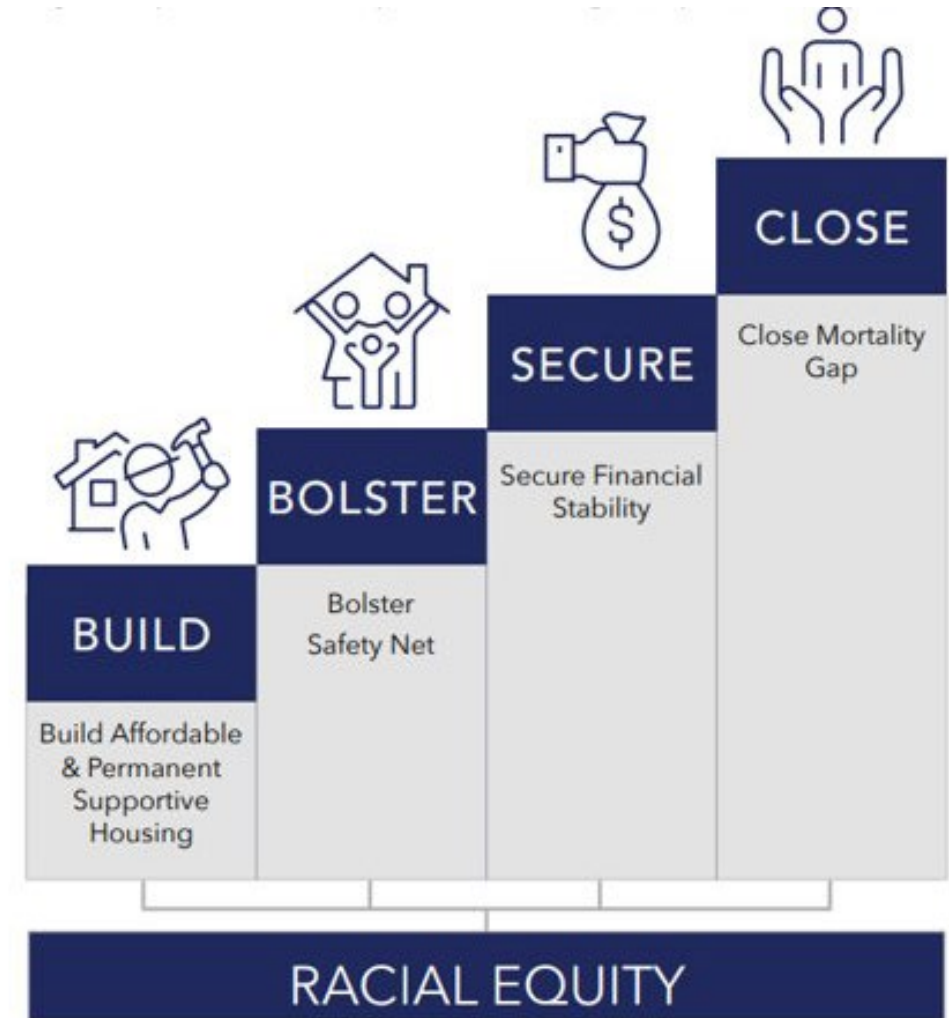 CLOSE
Close Mortality
Gap
SECURE
Secure Financial
Stability
BOLSTER
Bolster
Safety Net
BUILD
Build Affordable
& Permanent
Supportive
Housing
$
RACIAL EQUITY